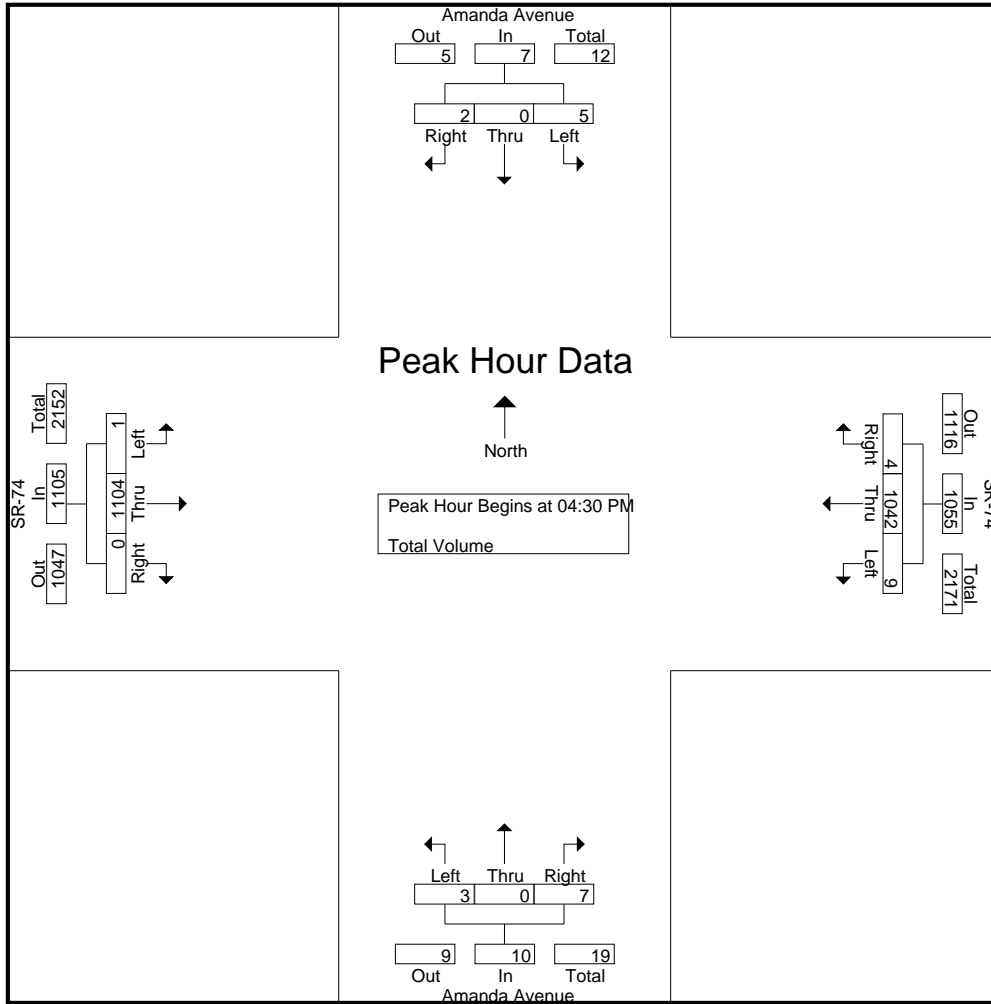 Amanda Avenue
Out In Total
5 7 12
2 0 5
Right Thru Left
Peak Hour Data
North
Peak Hour Begins at 04:30 PM
Total Volume
SR-74
Out In Total
1047 1105 2152
Right Thru Left
0 1104 1
SR-74
Out In Total
1116 1055 2171
Right Thru Left
4 1042 9
Left Thru Right
3 0 7
9 10 19
Out In Total
Amanda Avenue